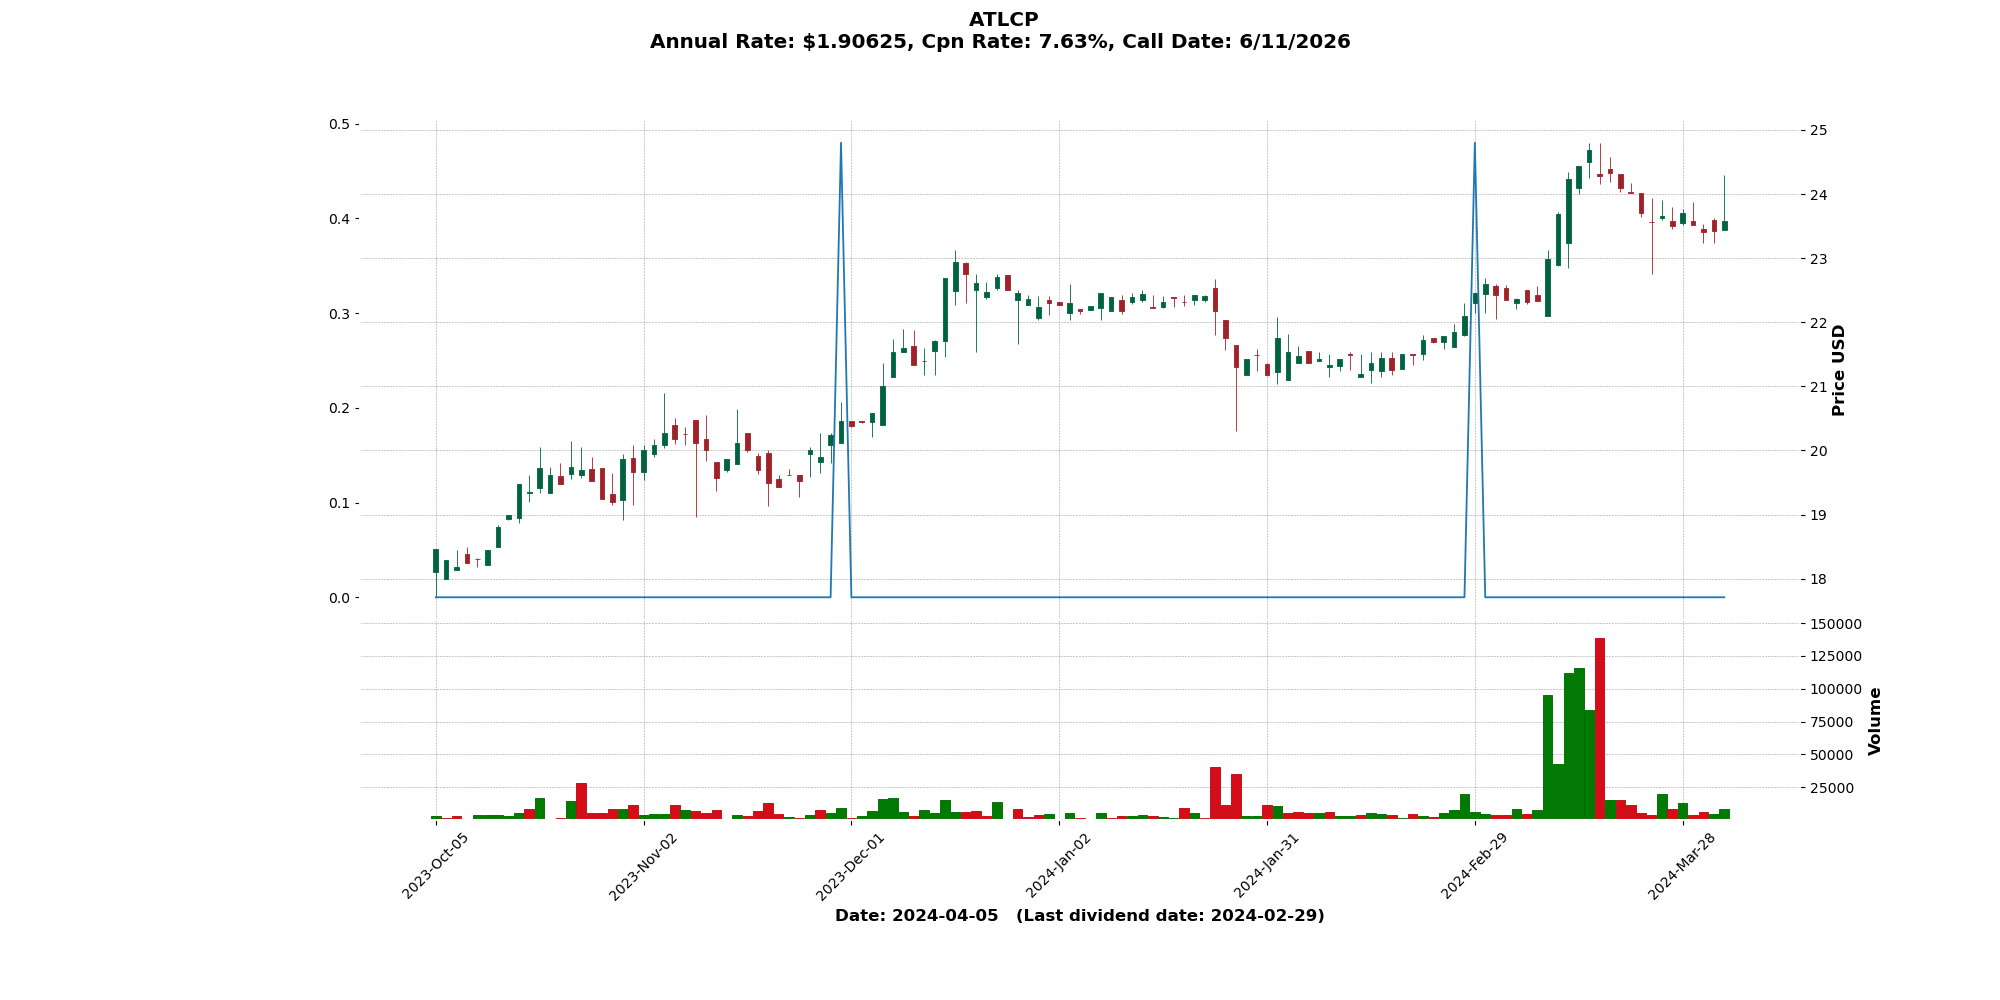 ATLCP
Annual Rate: $1.90625, Cpn Rate: 7.63%, Call Date: 6/11/2026
0.5
0.4
0.3
0.2
0.1
0.0
25
24
23
22
21
20
19
18
Price USD
150000
125000
100000
75000
50000
25000
Volume
2023-Oct-05
2023-Nov-02
2023-Dec-01
2024-Jan-02
2024-Jan-31
2024-Feb-29
2024-Mar-28
Date: 2024-04-05   (Last dividend date: 2024-02-29)